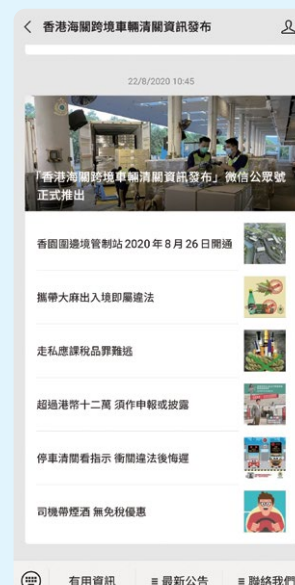 香港海關跨境車輛清關資訊發布
22/8/2020 10:45
「香港海關跨境車輛清關資訊發布」微信公眾號
正式推出
香園圍邊境管制站2020年8月26日開通
攜帶大麻出入境即屬違法
走私應課稅品罪難逃
超過港幣十二萬 須作申報或披露
停車清關看指示 衝關違法後悔遲
司機帶煙酒 無免稅優惠
有用資訊
≡ 最新公告
≡ 聯絡我們